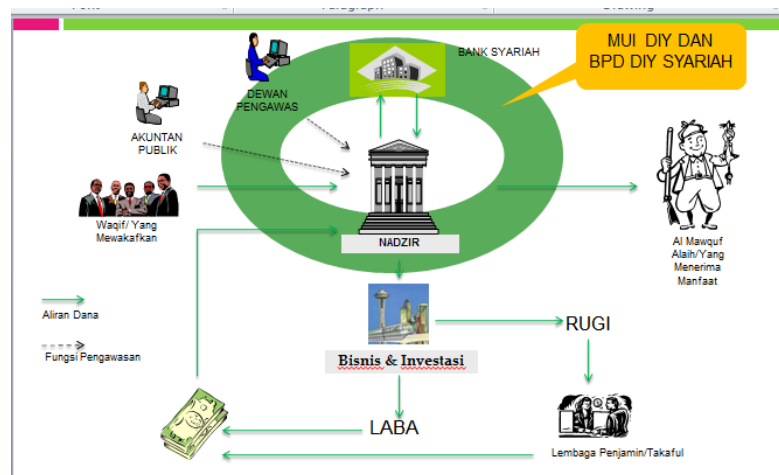 BANK SYARIAH
MUI DIY DAN
BPD DIY SYARIAH
DEWAN
PENGAWAS
AKUNTAN
PUBLIK
Waqif/ Yang
Mewakafkan
NADZIR
Al Mawquf
Alaih/Yang
Menerima
Manfaat
Aliran Dana
Fungsi Pengawasan
RUGI
Bisnis & Investasi
LABA
Lembaga Penjamin/Takaful